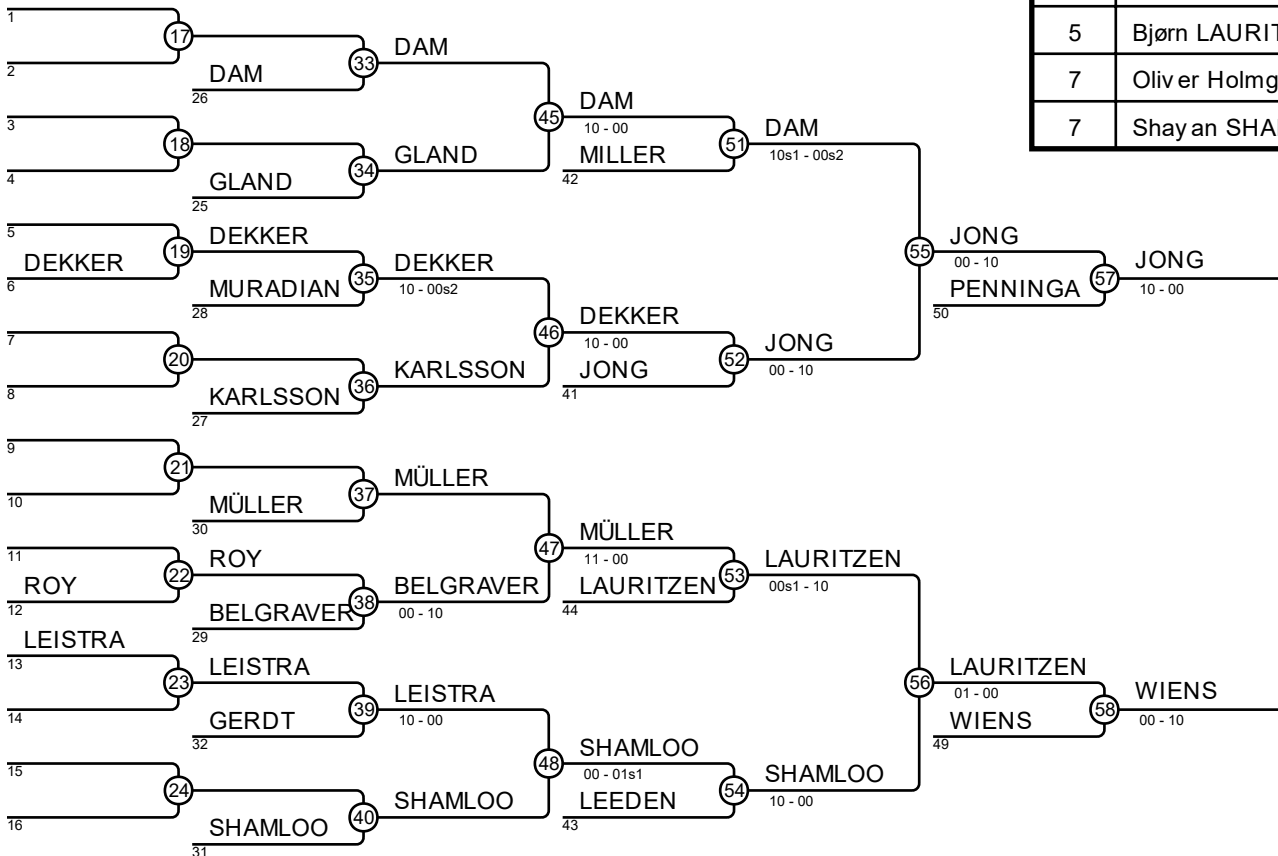 1
17
2
DAM
26
33
DAM
3
18
4
GLAND
25
34
GLAND
45
DAM
10 - 00
MILLER
42
51
DAM
10s1 - 00s2
5
DEKKER
6
19
DEKKER
MURADIAN
28
35
DEKKER
10 - 00s2
7
20
8
KARLSSON
27
36
KARLSSON
46
DEKKER
10 - 00
JONG
41
52
JONG
00 - 10
55
JONG
00 - 10
PENNINGA
50
57
JONG
10 - 00
9
21
10
MÜLLER
30
37
MÜLLER
11
ROY
12
22
ROY
BELGRAVER
29
38
BELGRAVER
00 - 10
47
MÜLLER
11 - 00
LAURITZEN
44
53
LAURITZEN
00s1 - 10
LEISTRA
13
14
23
LEISTRA
GERDT
32
39
LEISTRA
10 - 00
15
24
16
SHAMLOO
31
40
SHAMLOO
48
SHAMLOO
00 - 01s1
LEEDEN
43
54
SHAMLOO
10 - 00
56
LAURITZEN
01 - 00
WIENS
49
58
WIENS
00 - 10
5 Bjørn LAURIT
7 Oliver Holmg
7 Shayan SHA